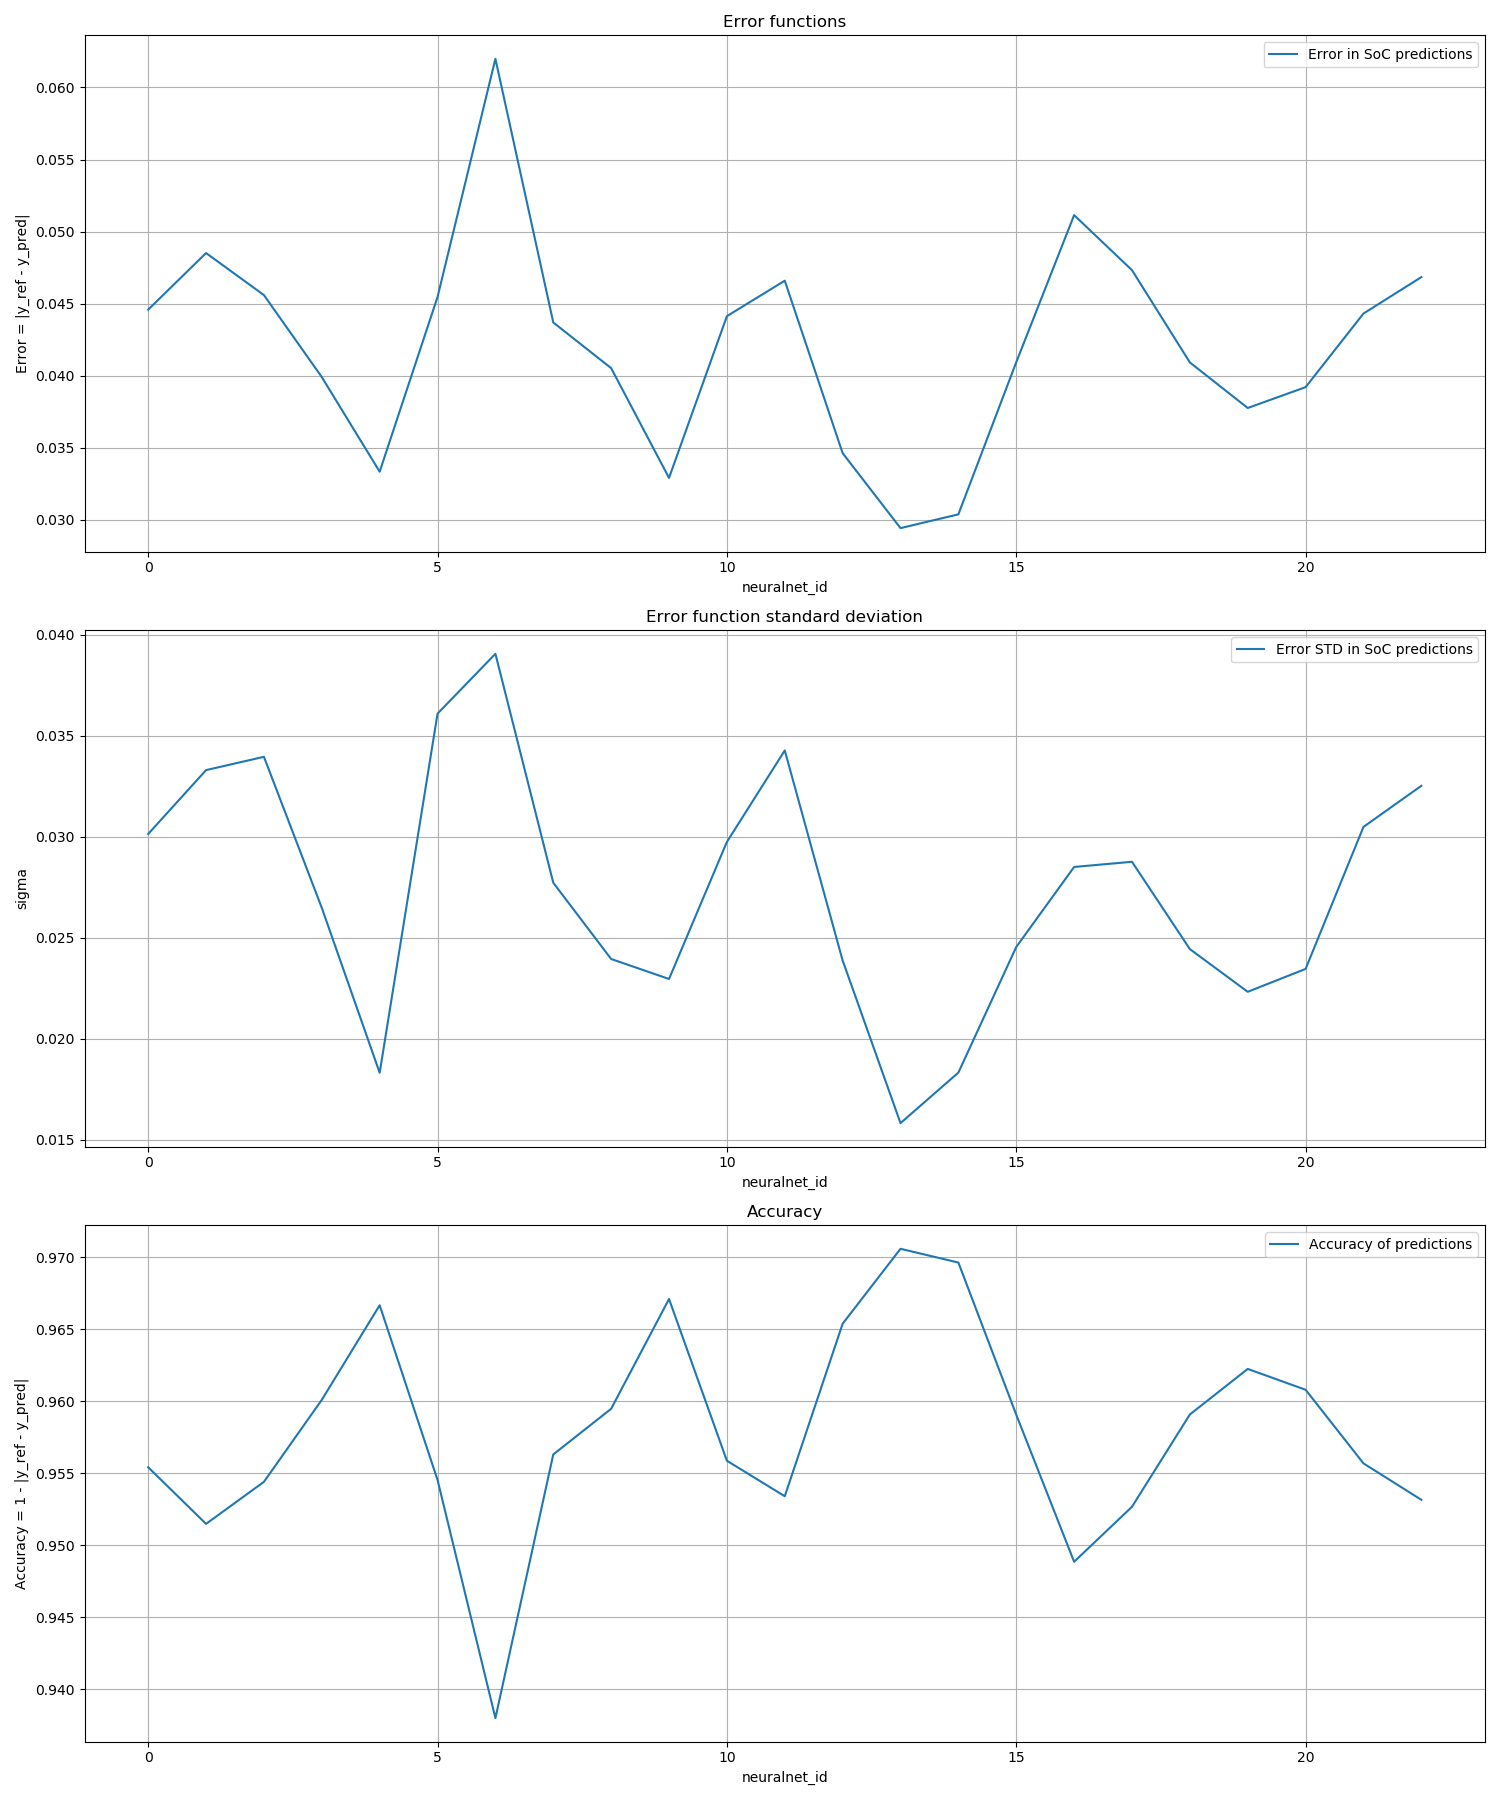 Error functions
Error in SoC predictions
Error = |y_ref - y_pred|
0.060
0.055
0.050
0.045
0.040
0.035
0.030
0 5 10 15 20
neuralnet_id
Error function standard deviation
Error STD in SoC predictions
sigma
0.040
0.035
0.030
0.025
0.020
0.015
0 5 10 15 20
neuralnet_id
Accuracy
Accuracy of predictions
Accuracy = 1 - |y_ref - y_pred|
0.970
0.965
0.960
0.955
0.950
0.945
0.940
0 5 10 15 20
neuralnet_id